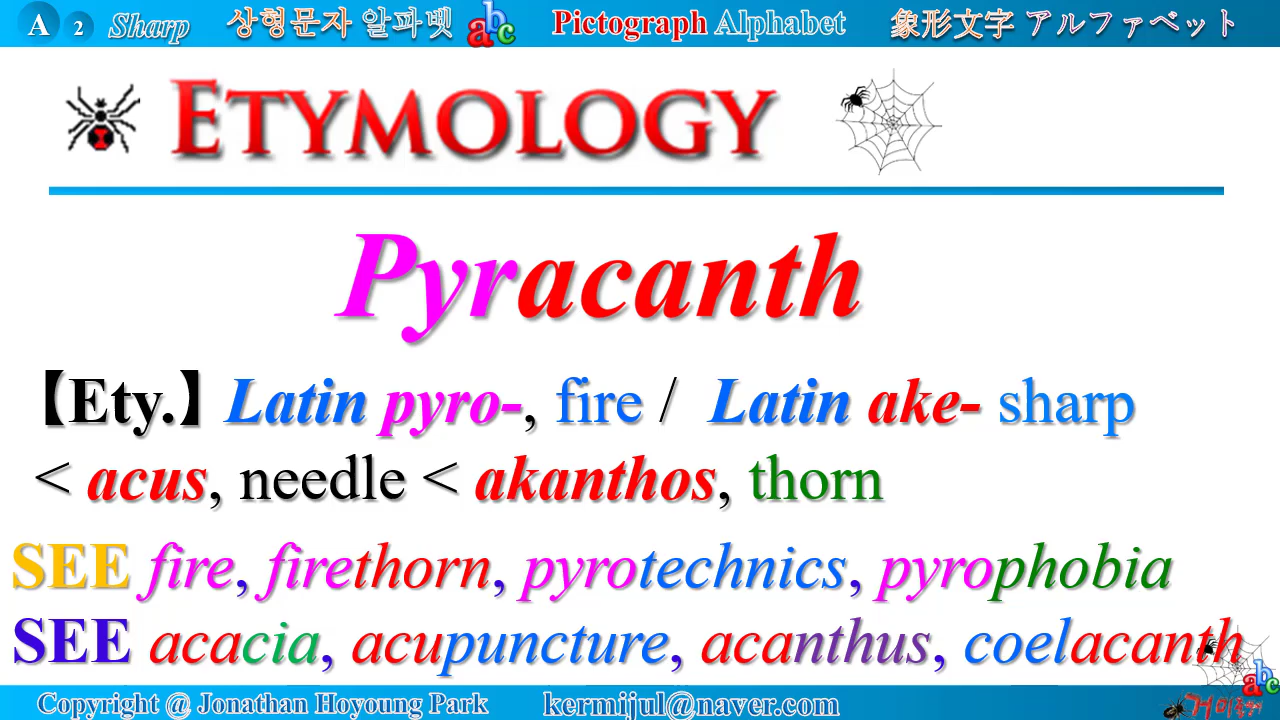 A 2 Sharp 상형문자 알파벳 abc Pictograph Alphabet 象形文字 アルファベット
ETYMOLOGY
Pyracanth
【Ety.】 Latin pyro-, fire / Latin ake- sharp
< acus, needle < akanthos, thorn
SEE fire, firethorn, pyrotechnics, pyrophobia
SEE acacia, acupuncture, acanthus, coelacanth
abc
Copyright @ Jonathan Hoyoung Park kermijul@naver.com